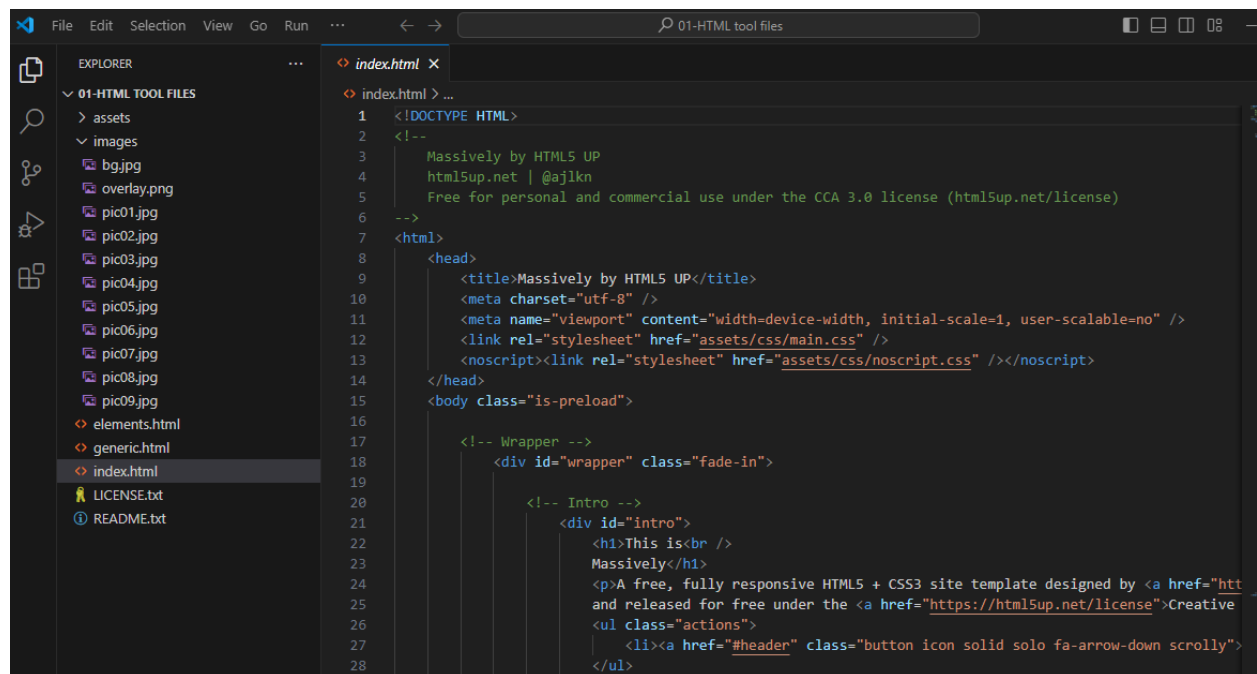 File Edit Selection View Go Run ···
01-HTML tool files
EXPLORER ···
01-HTML TOOL FILES
assets
images
bg.jpg
overlay.png
pic01.jpg
pic02.jpg
pic03.jpg
pic04.jpg
pic05.jpg
pic06.jpg
pic07.jpg
pic08.jpg
pic09.jpg
elements.html
generic.html
index.html
LICENSE.txt
README.txt
index.html
index.html > ...
1 <!DOCTYPE HTML>
2 <!--
3 Massively by HTML5 UP
4 html5up.net | @ajlkn
5 Free for personal and commercial use under the CCA 3.0 license (html5up.net/license)
6 -->
7 <html>
8 <head>
9 <title>Massively by HTML5 UP</title>
10 <meta charset="utf-8" />
11 <meta name="viewport" content="width=device-width, initial-scale=1, user-scalable=no" />
12 <link rel="stylesheet" href="assets/css/main.css" />
13 <noscript><link rel="stylesheet" href="assets/css/noscript.css" /></noscript>
14 </head>
15 <body class="is-preload">
16
17 <!-- Wrapper -->
18 <div id="wrapper" class="fade-in">
19
20 <!-- Intro -->
21 <div id="intro">
22 <h1>This is<br />
23 Massively</h1>
24 <p>A free, fully responsive HTML5 + CSS3 site template designed by <a href="htt
25 and released for free under the <a href="https://html5up.net/license">Creative
26 <ul class="actions">
27 <li><a href="#header" class="button icon solid solo fa-arrow-down scrolly">
28 </ul>